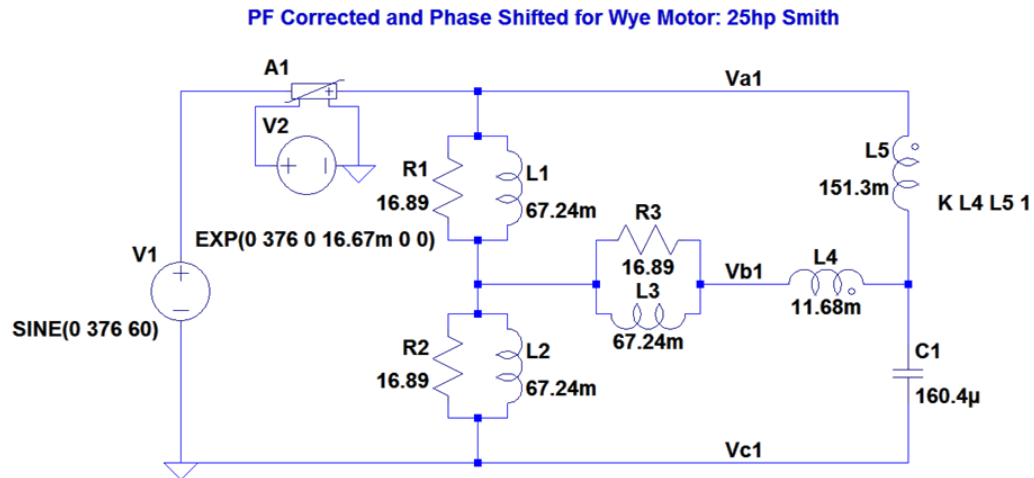 PF Corrected and Phase Shifted for Wye Motor: 25hp Smith
A1
Va1
V2
R1
L1
L5
16.89
67.24m
151.3m
K L4 L5 1
R3
EXP(0 376 0 16.67m 0 0)
16.89
Vb1
L4
V1
L3
11.68m
67.24m
SINE(0 376 60)
R2
L2
C1
16.89
67.24m
160.4µ
Vc1